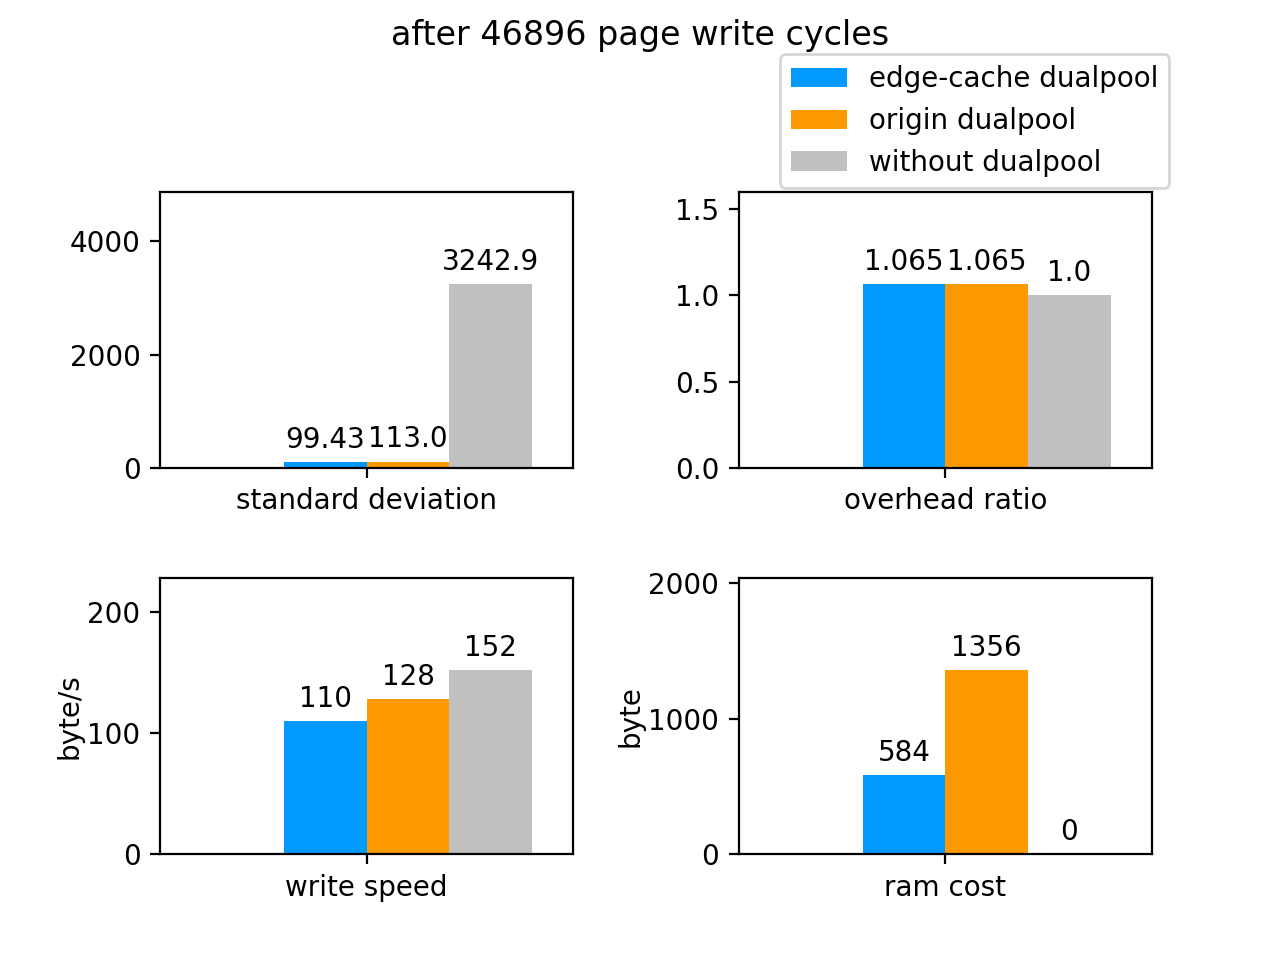 after 46896 page write cycles
edge-cache dualpool
origin dualpool
without dualpool
4000
2000
0
99.43
113.0
3242.9
standard deviation
1.5
1.0
0.5
0.0
1.065
1.065
1.0
overhead ratio
byte/s
200
100
0
110
128
152
write speed
byte
2000
1000
0
584
1356
0
ram cost